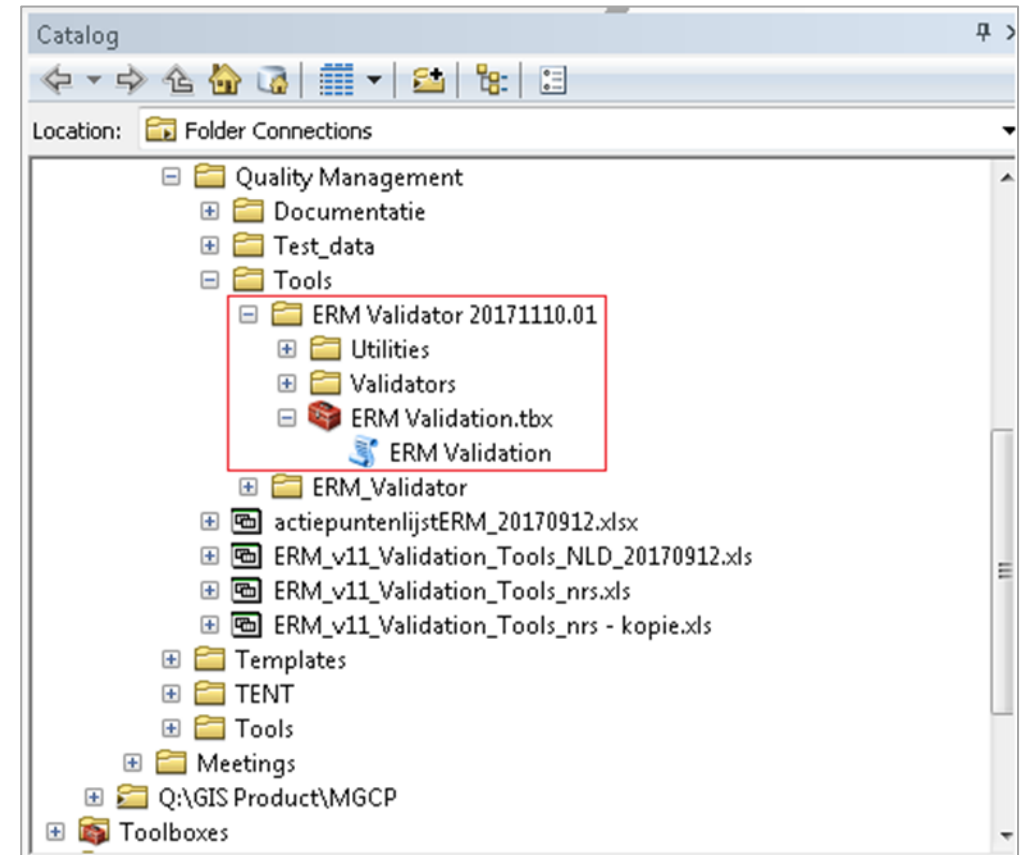 Catalog
Location: Folder Connections
Quality Management
Documentatie
Test_data
Tools
ERM Validator 20171110.01
Utilities
Validators
ERM Validation.tbx
ERM Validation
ERM_Validator
actiepuntenlijstERM_20170912.xlsx
ERM_v11_Validation_Tools_NLD_20170912.xls
ERM_v11_Validation_Tools_nrs.xls
ERM_v11_Validation_Tools_nrs - kopie.xls
Templates
TENT
Tools
Meetings
Q:\GIS Product\MGCP
Toolboxes